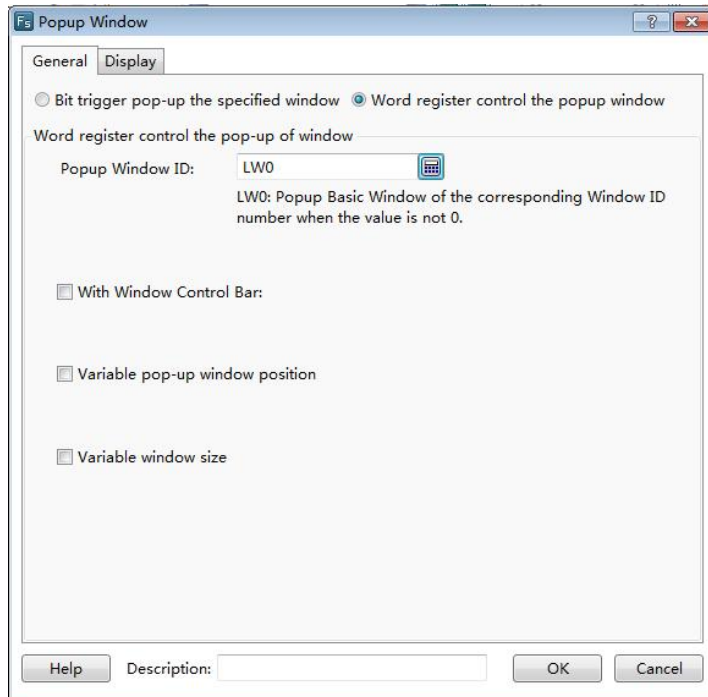 Fs Popup Window
General Display
Bit trigger pop-up the specified window Word register control the popup window
Word register control the pop-up of window
Popup Window ID: LW0
LW0: Popup Basic Window of the corresponding Window ID
number when the value is not 0.
With Window Control Bar:
Variable pop-up window position
Variable window size
Help Description: OK Cancel